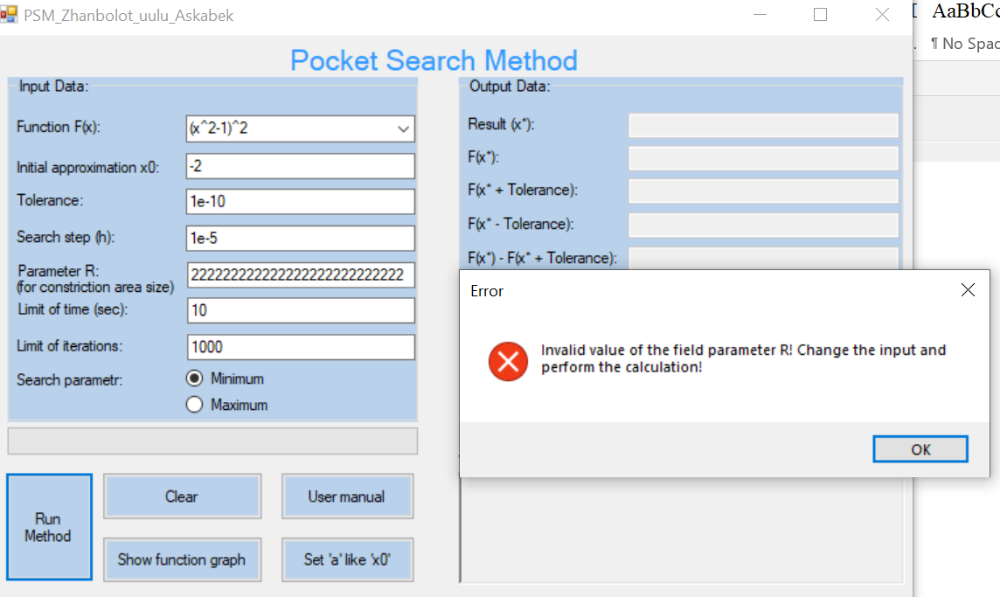 PSM_Zhanbolot_uulu_Askabek
AaBbCc
¶ No Spac
Pocket Search Method
Input Data:
Function F(x):
(x^2-1)^2
Initial approximation x0:
-2
Tolerance:
1e-10
Search step (h):
1e-5
Parameter R:
(for constriction area size)
222222222222222222222222222
Limit of time (sec):
10
Limit of iterations:
1000
Search parametr:
Minimum
Maximum
Run
Method
Clear
User manual
Show function graph
Set 'a' like 'x0'
Output Data:
Result (x*):
F(x*):
F(x* + Tolerance):
F(x* - Tolerance):
F(x*) - F(x* + Tolerance):
Error
Invalid value of the field parameter R! Change the input and
perform the calculation!
OK